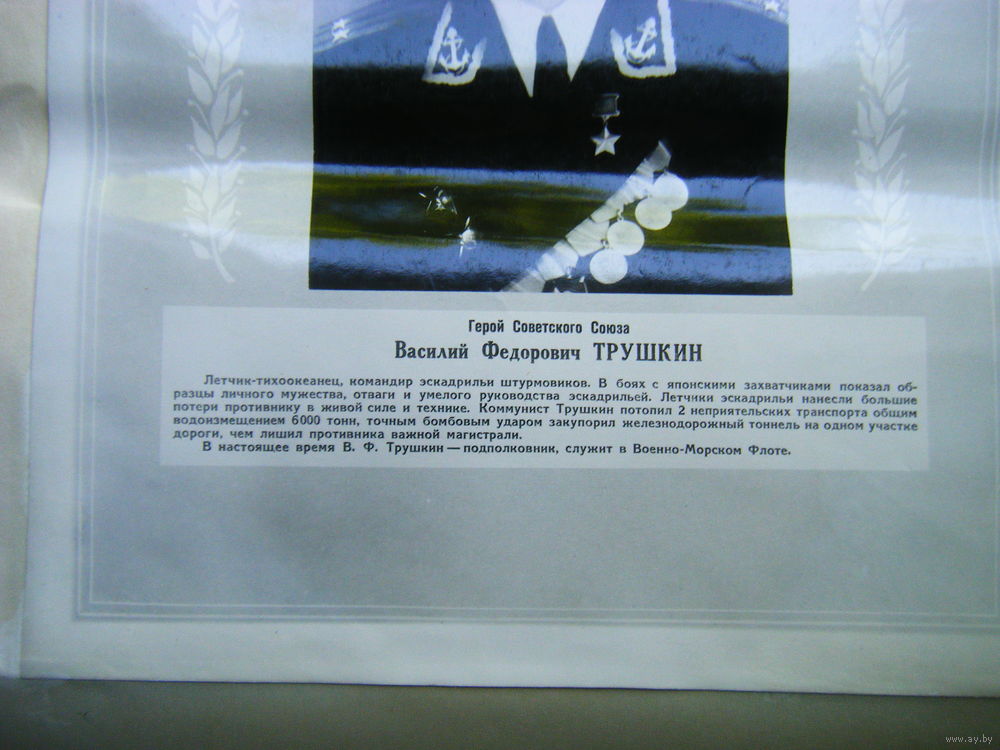 Герой Советского Союза
Василий Федорович ТРУШКИН
Летчик-тихоокеанец, командир эскадрильи штурмовиков. В боях с японскими захватчиками показал об-
разцы личного мужества, отваги и умелого руководства эскадрильей. Летчики эскадрильи нанесли большие
потери противнику в живой силе и технике. Коммунист Трушкин потопил 2 неприятельских транспорта общим
водоизмещением 6000 тонн, точным бомбовым ударом закупорил железнодорожный тоннель на одном участке
дороги, чем лишил противника важной магистрали.
В настоящее время В. Ф. Трушкин — подполковник, служит в Военно-Морском Флоте.
www.ay.by